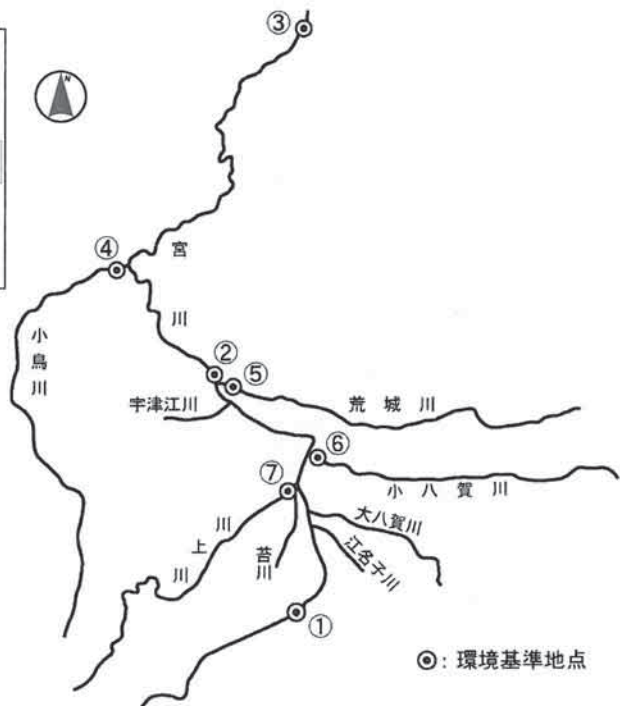 ③
N
④
宮川
小鳥川
②
⑤
宇津江川
荒城川
⑥
小八賀川
⑦
大八賀川
江名子川
川上川
苔川
①
◎：環境基準地点